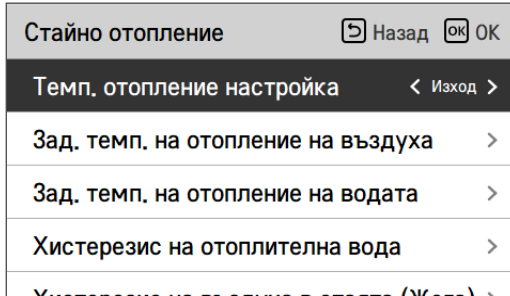 Стайно отопление Назад OK OK
Темп. отопление настройка < Изход >
Зад. темп. на отопление на въздуха >
Зад. темп. на отопление на водата >
Хистерезис на отоплителна вода >